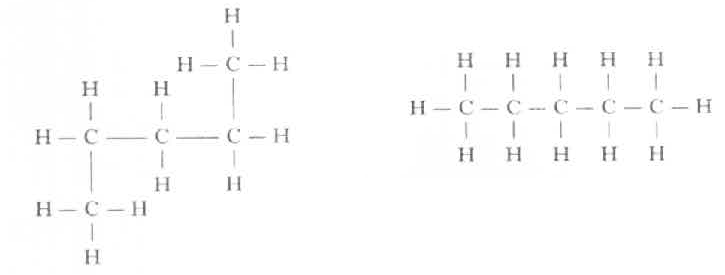 H
H — C — H
H H
H — C — C — C — H
H H
H — C — H
H
H H H H H
H — C — C — C — C — C — H
H H H H H